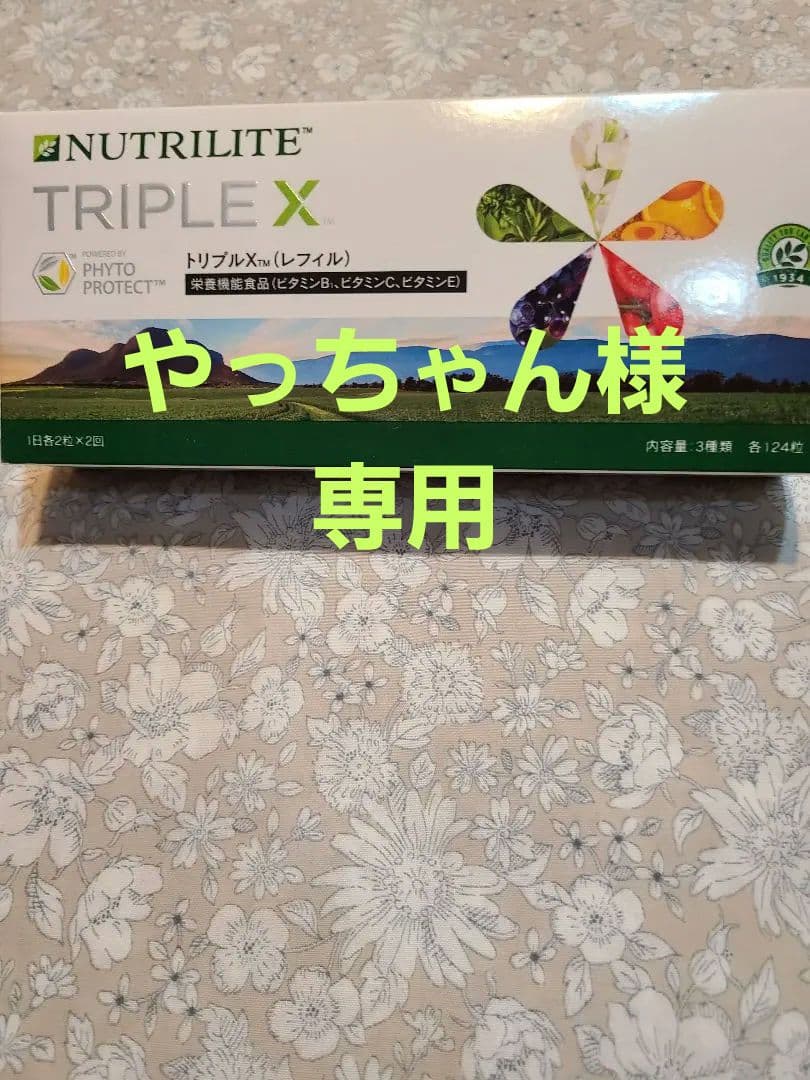 NUTRILITE™
TRIPLE X™
POWERED BY
PHYTO
PROTECT™
トリプルX™(レフィル)
栄養機能食品(ビタミンB₁、ビタミンC、ビタミンE)
1934
やっちゃん様
専用
1日各2粒×2回
内容量:3種類 各124粒